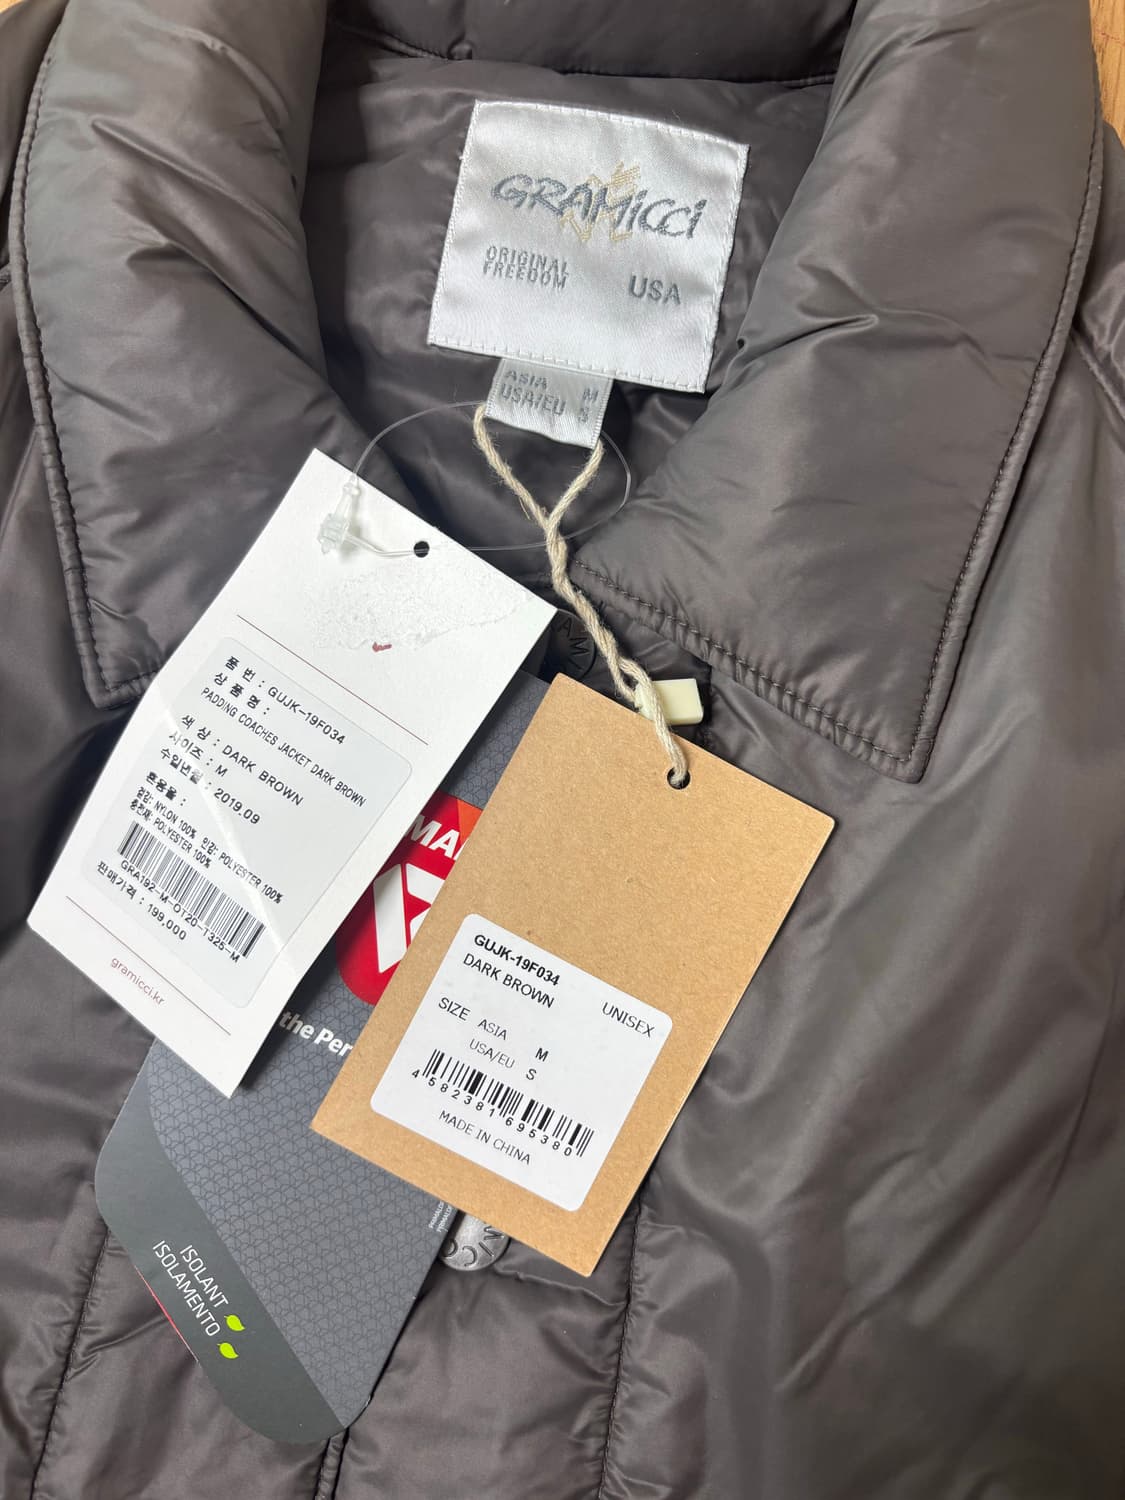 GRAMiCCi
ORIGINAL
FREEDOM
USA
ASIA M
USA/EU S
품 번 : GUJK-19F034
상 품 명 :
PADDING COACHES JACKET DARK BROWN
색 상 : DARK BROWN
사이즈 : M
수입년월 : 2019.09
혼용율 :
겉감: NYLON 100% 안감: POLYESTER 100%
충전재: POLYESTER 100%
GRA192-M-OT20-T325-M
판매가격 : 199,000
gramicci.kr
the Per
ISOLANT
ISOLAMENTO
GUJK-19F034
DARK BROWN
UNISEX
SIZE ASIA M
USA/EU S
4582381695380
MADE IN CHINA